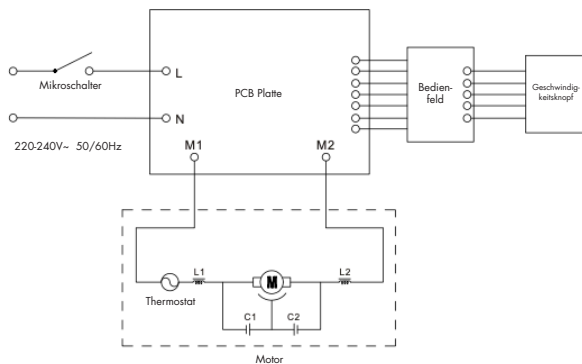 L
Mikroschalter
PCB Platte
Bedien-
feld
Geschwindig-
keitsknopf
N
220-240V~ 50/60Hz
M1
M2
L1
M
L2
Thermostat
C1
C2
Motor